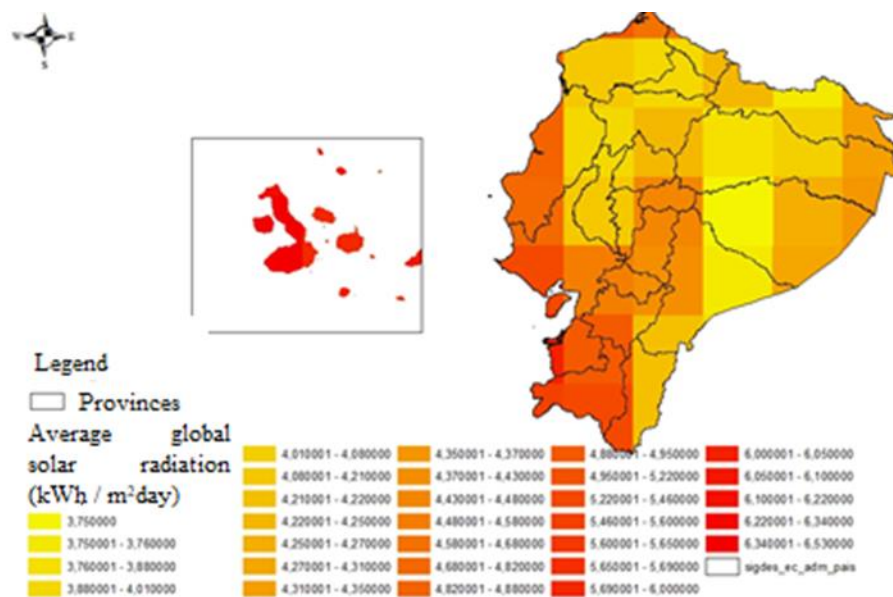 W E
S
Legend
Provinces
Average global
solar radiation
(kWh / m²day)
3,750000
3,750001 - 3,760000
3,760001 - 3,880000
3,880001 - 4,010000
4,010001 - 4,080000
4,080001 - 4,210000
4,210001 - 4,220000
4,220001 - 4,250000
4,250001 - 4,270000
4,270001 - 4,310000
4,310001 - 4,350000
4,350001 - 4,370000
4,370001 - 4,430000
4,430001 - 4,480000
4,480001 - 4,580000
4,580001 - 4,680000
4,680001 - 4,820000
4,820001 - 4,880000
4,880001 - 4,950000
4,950001 - 5,220000
5,220001 - 5,460000
5,460001 - 5,600000
5,600001 - 5,650000
5,650001 - 5,690000
5,690001 - 6,000000
6,000001 - 6,050000
6,050001 - 6,100000
6,100001 - 6,220000
6,220001 - 6,340000
6,340001 - 6,530000
sigdes_ec_adm_pais